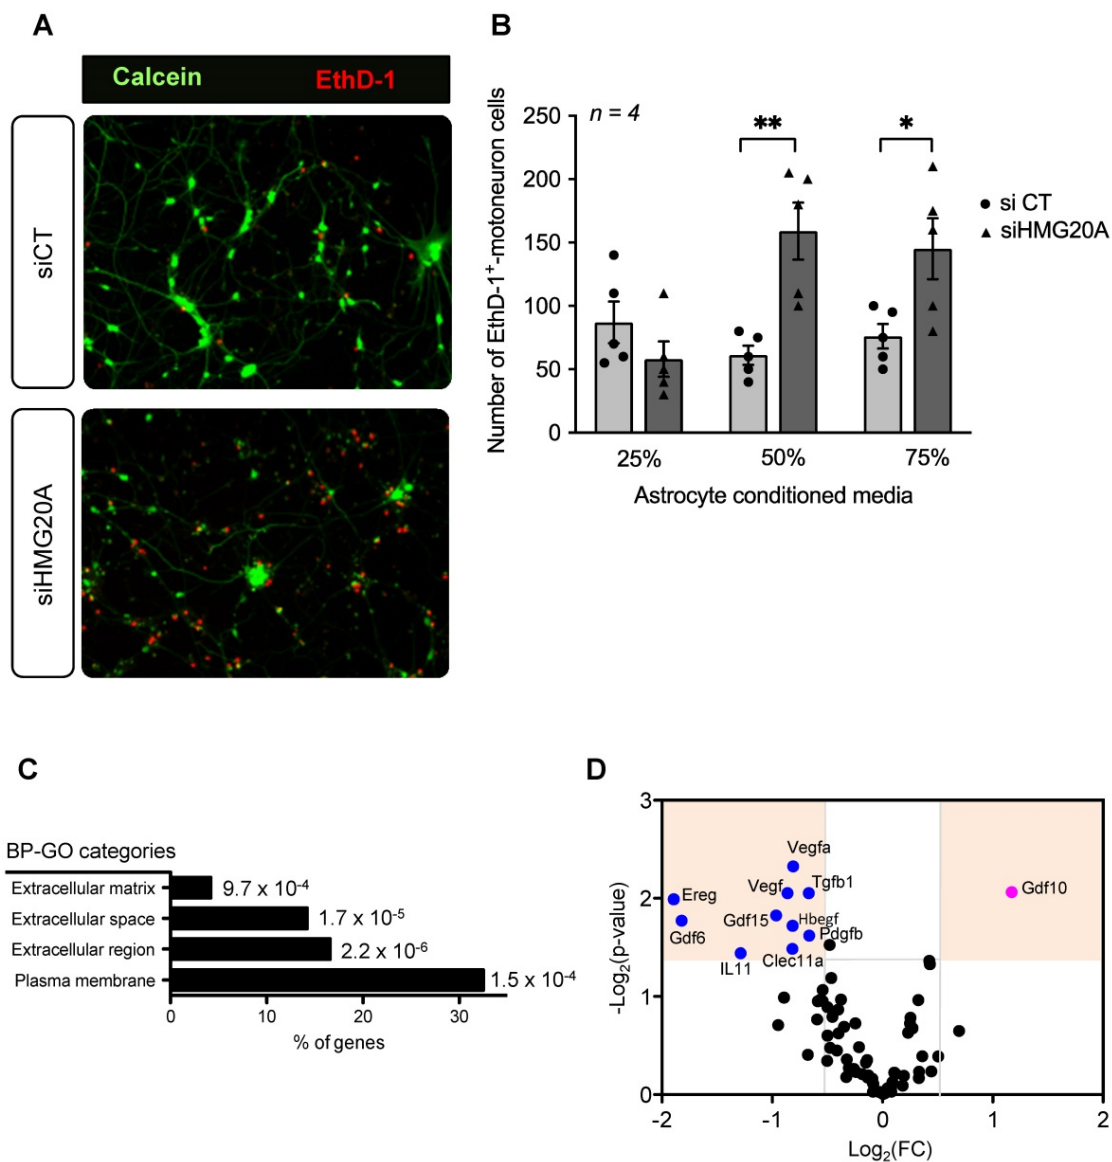 A
Calcein EthD-1
siCT
siHMG20A
B
Number of EthD-1⁺-motoneuron cells
n = 4
250
200
150
100
50
0
** *
25% 50% 75%
Astrocyte conditioned media
si CT
siHMG20A
C
BP-GO categories
Extracellular matrix 9.7 x 10⁻⁴
Extracellular space 1.7 x 10⁻⁵
Extracellular region 2.2 x 10⁻⁶
Plasma membrane 1.5 x 10⁻⁴
0 10 20 30
% of genes
D
-Log₂(p-value)
3
2
1
0
Vegfa
Vegf Tgfb1
Ereg
Gdf10
Gdf15 Hbegf
Gdf6 Pdgfb
IL11 Clec11a
-2 -1 0 1 2
Log₂(FC)